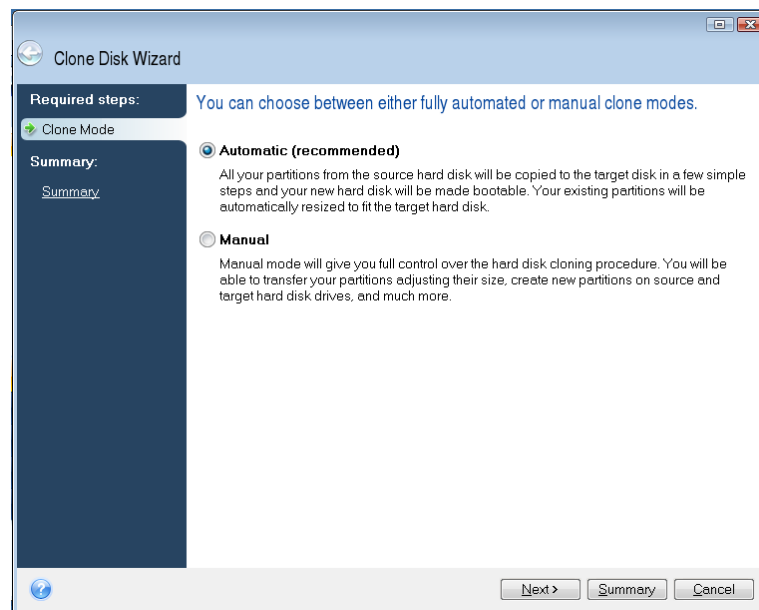 Clone Disk Wizard
Required steps:
Clone Mode
Summary:
Summary
You can choose between either fully automated or manual clone modes.
Automatic (recommended)
All your partitions from the source hard disk will be copied to the target disk in a few simple
steps and your new hard disk will be made bootable. Your existing partitions will be
automatically resized to fit the target hard disk.
Manual
Manual mode will give you full control over the hard disk cloning procedure. You will be
able to transfer your partitions adjusting their size, create new partitions on source and
target hard disk drives, and much more.
?
Next >
Summary
Cancel